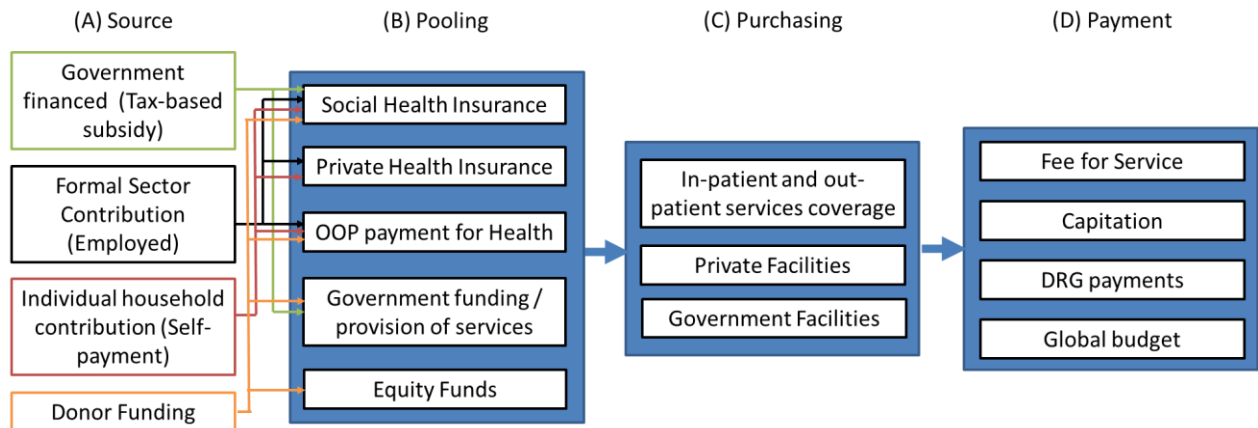 (A) Source
(B) Pooling
(C) Purchasing
(D) Payment
Government
financed (Tax-based
subsidy)
Formal Sector
Contribution
(Employed)
Individual household
contribution (Self-
payment)
Donor Funding
Social Health Insurance
Private Health Insurance
OOP payment for Health
Government funding /
provision of services
Equity Funds
In-patient and out-
patient services coverage
Private Facilities
Government Facilities
Fee for Service
Capitation
DRG payments
Global budget